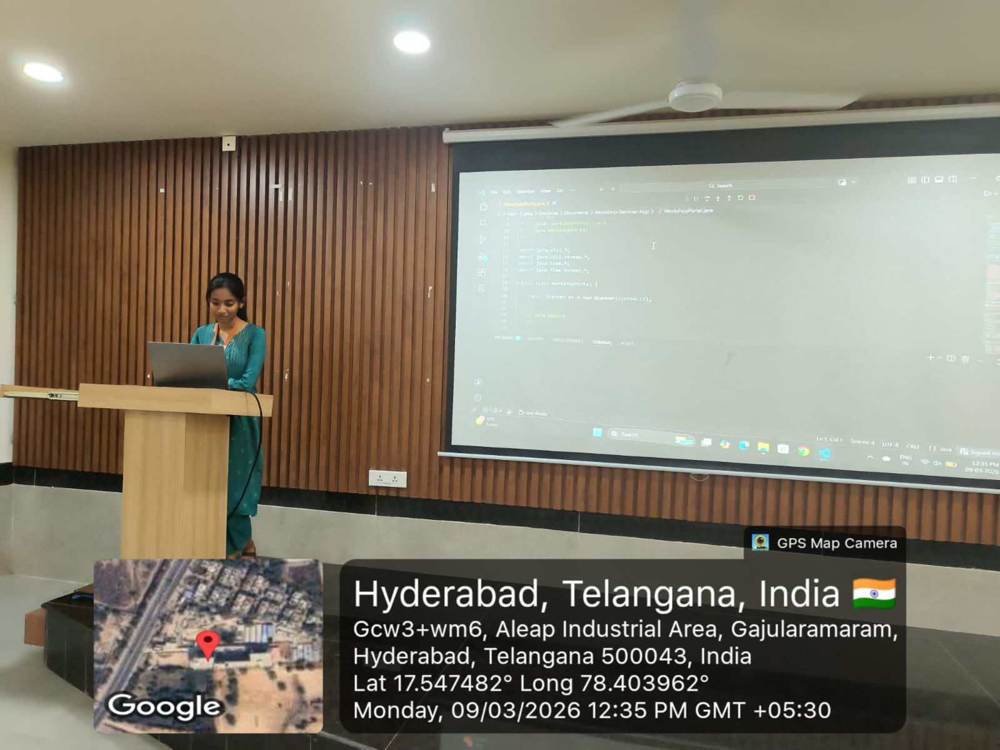 File Edit Selection View Go
Search
WorkshopPortal.java
Users > yella > OneDrive > Documents > Workshop-Seminar-App > WorkshopPortal.java
9 * javac WorkshopPortal.java
10 * java WorkshopPortal
11 */
12
13 import java.util.*;
14 import java.util.stream.*;
15 import java.time.*;
16 import java.time.format.*;
17
18 public class WorkshopPortal {
19
20 static Scanner sc = new Scanner(System.in);
21
22 //
23 // DATA MODELS
24 //
25
PROBLEMS OUTPUT DEBUG CONSOLE TERMINAL PORTS
Java: Ready
Ln 1, Col 1 Spaces: 4 UTF-8 CRLF { } Java Signed out
32°C
Sunny
Search
ENG
IN
12:35 PM
09-03-2026
GPS Map Camera
Hyderabad, Telangana, India
Gcw3+wm6, Aleap Industrial Area, Gajularamaram,
Hyderabad, Telangana 500043, India
Lat 17.547482° Long 78.403962°
Monday, 09/03/2026 12:35 PM GMT +05:30
Google